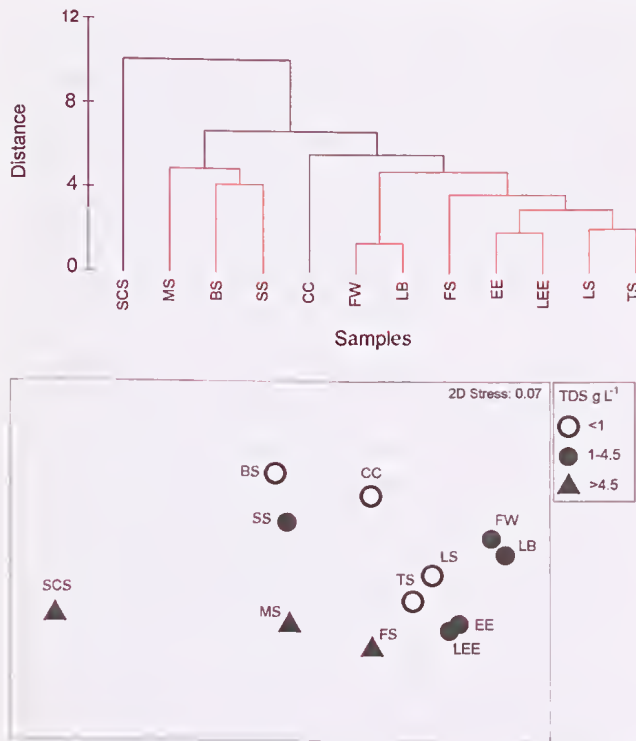 12
8
4
0
Distance
SCS
MS
BS
SS
CC
FW
LB
FS
EE
LEE
LS
TS
Samples
2D Stress: 0.07
TDS g L⁻¹
<1
1-4.5
>4.5
BS
CC
SS
FW
LB
LS
TS
SCS
MS
FS
EE
LEE